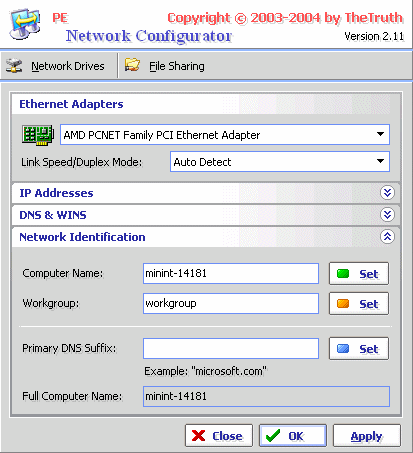 PE
Copyright © 2003-2004 by TheTruth
Network Configurator
Version 2.11
Network Drives
File Sharing
Ethernet Adapters
AMD PCNET Family PCI Ethernet Adapter
Link Speed/Duplex Mode: Auto Detect
IP Addresses
DNS & WINS
Network Identification
Computer Name: minint-14181 Set
Workgroup: workgroup Set
Primary DNS Suffix: Set
Example: "microsoft.com"
Full Computer Name: minint-14181
Close OK Apply